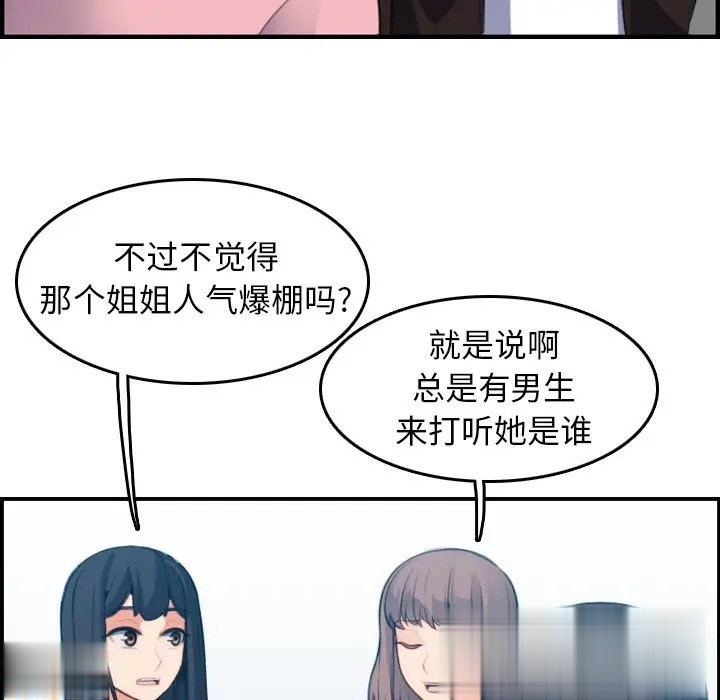 不过不觉得
那个姐姐人气爆棚吗?
就是说啊
总是有男生
来打听她是谁